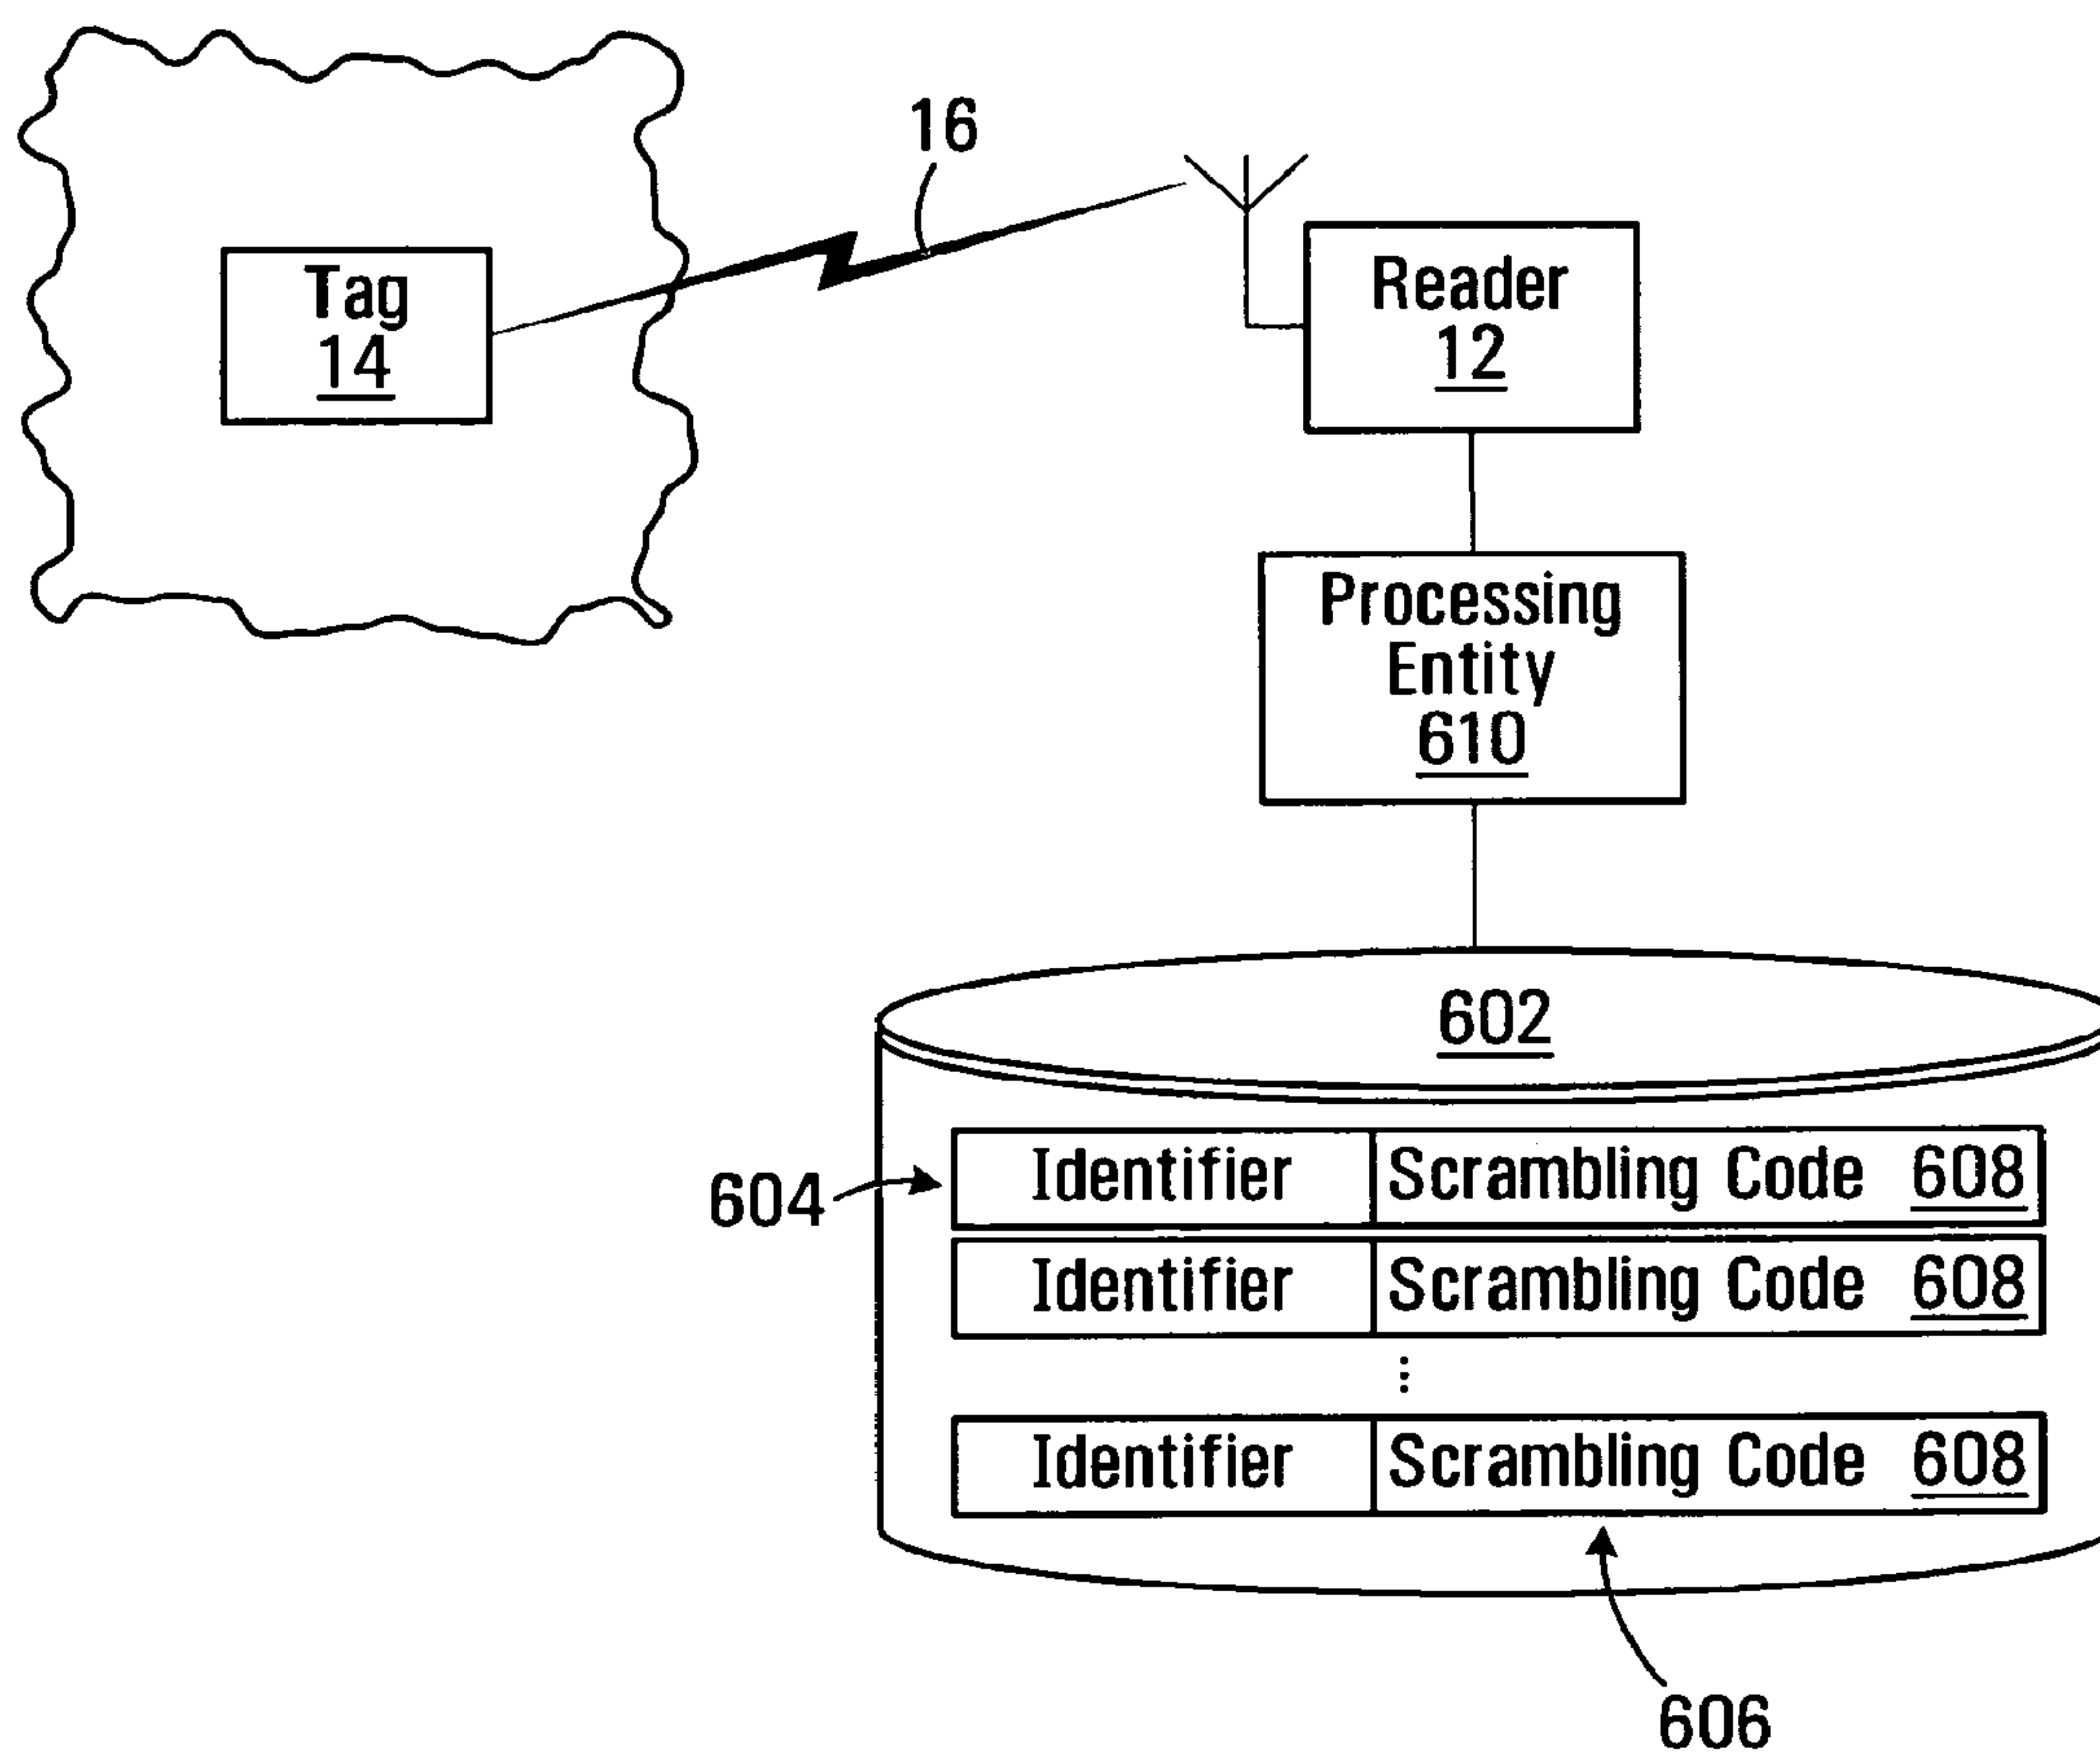 16
Tag
14
Reader
12
Processing
Entity
610
602
604
Identifier Scrambling Code 608
Identifier Scrambling Code 608
⋮
Identifier Scrambling Code 608
606